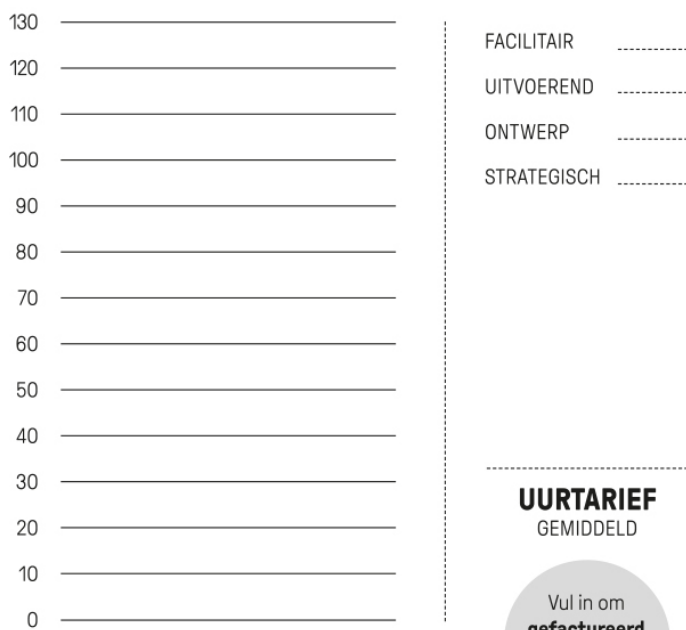 130
120
110
100
90
80
70
60
50
40
30
20
10
0
FACILITAIR
UITVOEREND
ONTWERP
STRATEGISCH
UURTARIEF
GEMIDDELD
Vul in om
gefactureerd